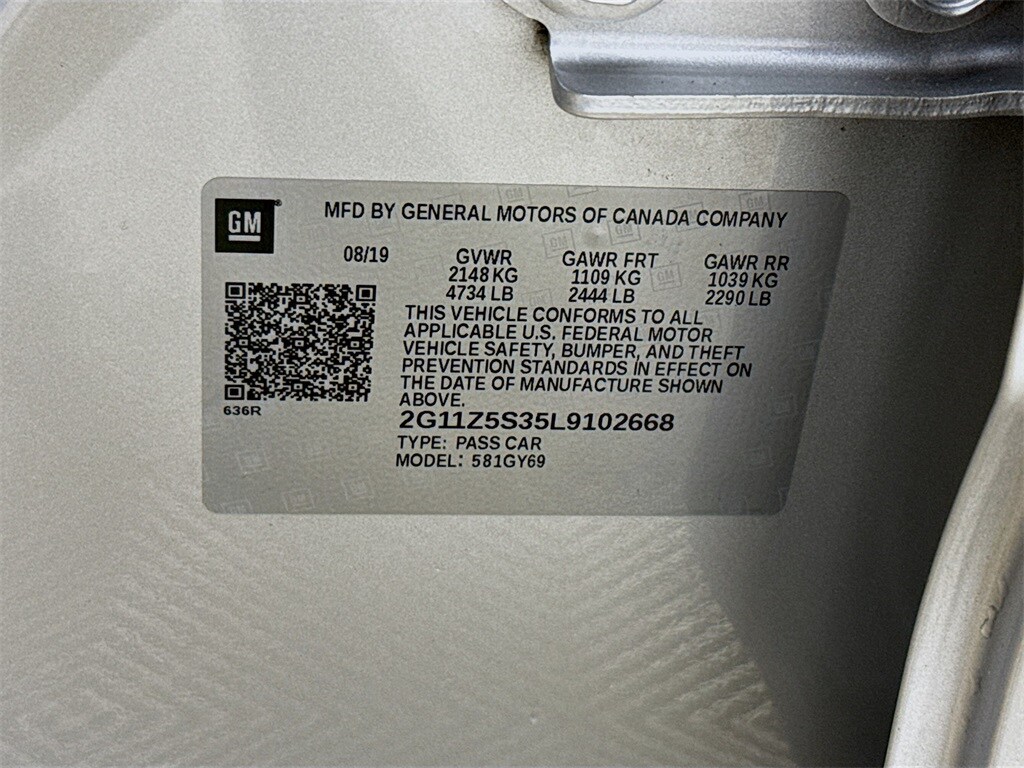 GM
MFD BY GENERAL MOTORS OF CANADA COMPANY
08/19 GVWR GAWR FRT GAWR RR
2148 KG 1109 KG 1039 KG
4734 LB 2444 LB 2290 LB
THIS VEHICLE CONFORMS TO ALL
APPLICABLE U.S. FEDERAL MOTOR
VEHICLE SAFETY, BUMPER, AND THEFT
PREVENTION STANDARDS IN EFFECT ON
THE DATE OF MANUFACTURE SHOWN
ABOVE.
636R
2G11Z5S35L9102668
TYPE: PASS CAR
MODEL: 581GY69